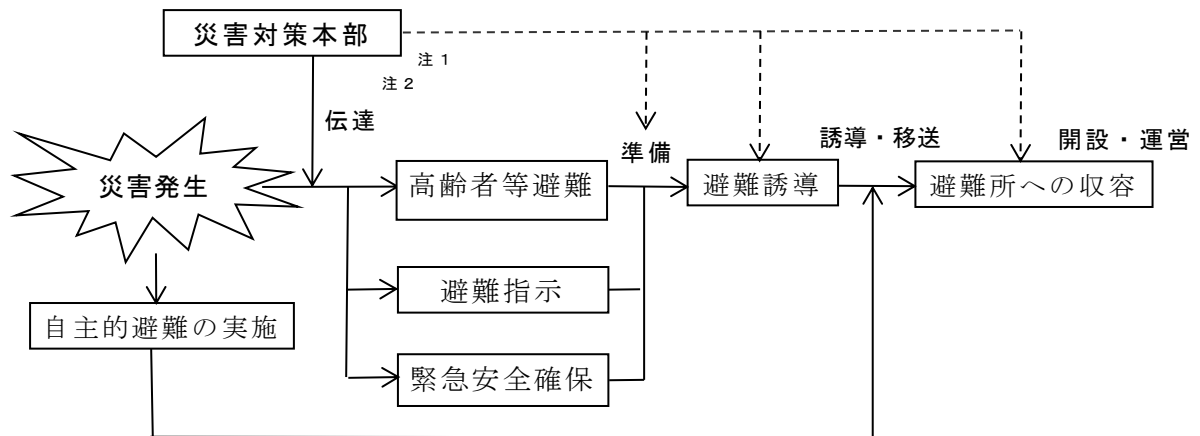 災害対策本部
注1
注2
伝達
準備
誘導・移送
開設・運営
災害発生
高齢者等避難
避難誘導
避難所への収容
避難指示
自主的避難の実施
緊急安全確保